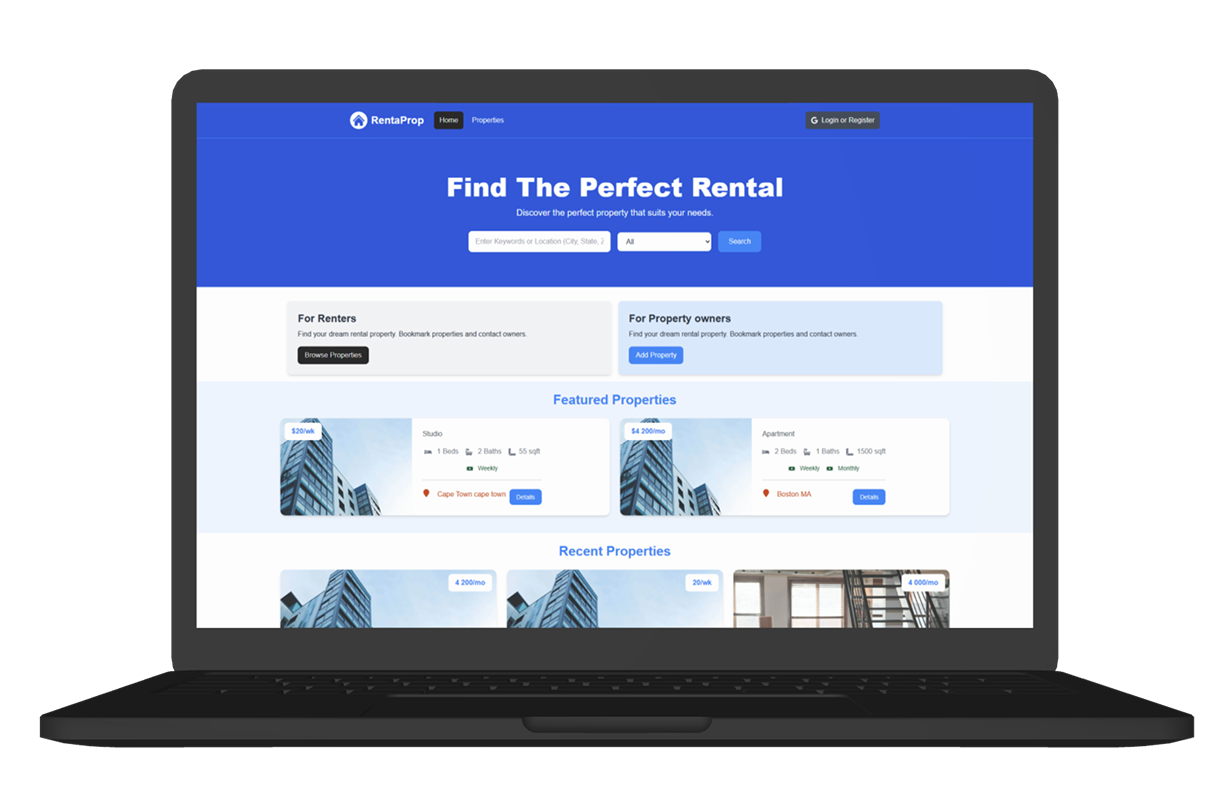 RentaProp
Home
Properties
Login or Register
Find The Perfect Rental
Discover the perfect property that suits your needs.
Enter Keywords or Location (City, State,
All
Search
For Renters
Find your dream rental property. Bookmark properties and contact owners.
Browse Properties
For Property owners
Find your dream rental property. Bookmark properties and contact owners.
Add Property
Featured Properties
$20/wk
Studio
1 Beds 2 Baths 55 sqft
Weekly
Cape Town cape town
Details
$4 200/mo
Apartment
2 Beds 1 Baths 1500 sqft
Weekly Monthly
Boston MA
Details
Recent Properties
4 200/mo
20/wk
4 000/mo